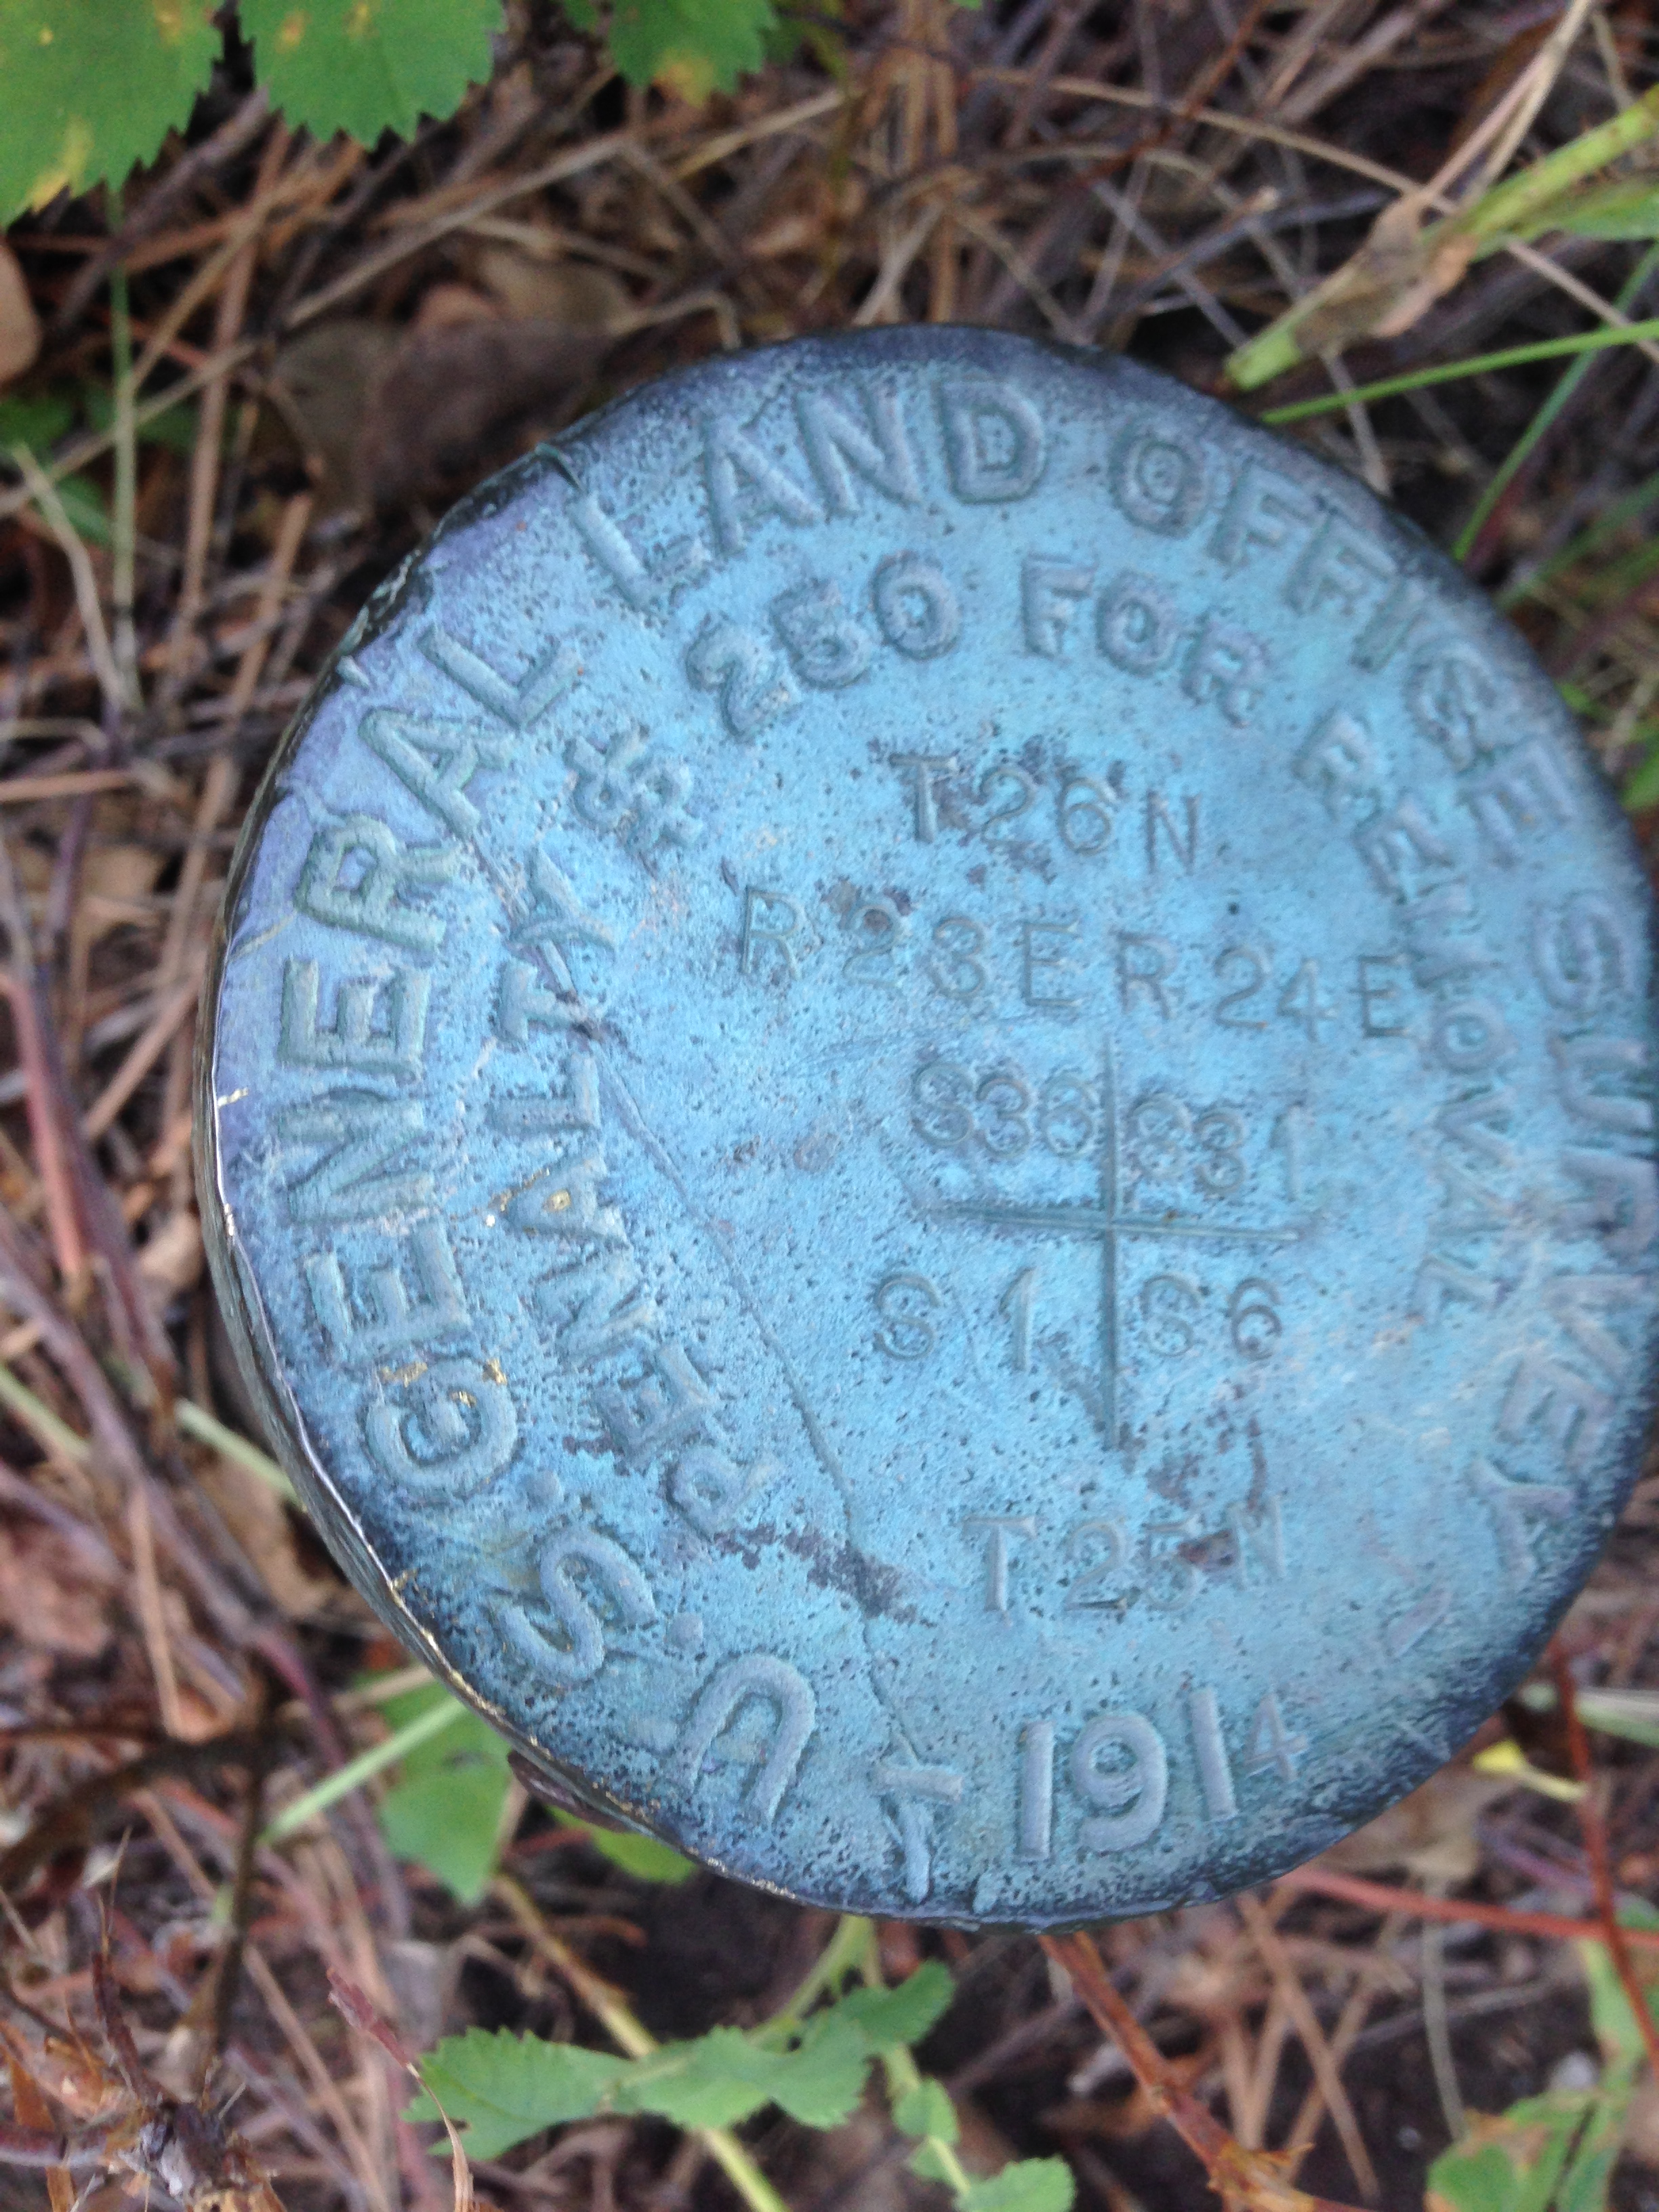 U.S. GENERAL LAND OFFICE SURVEY
PENALTY $250 FOR REMOVAL
T26N
R23E R24E
S36 S31
S1 S6
T25N
1914